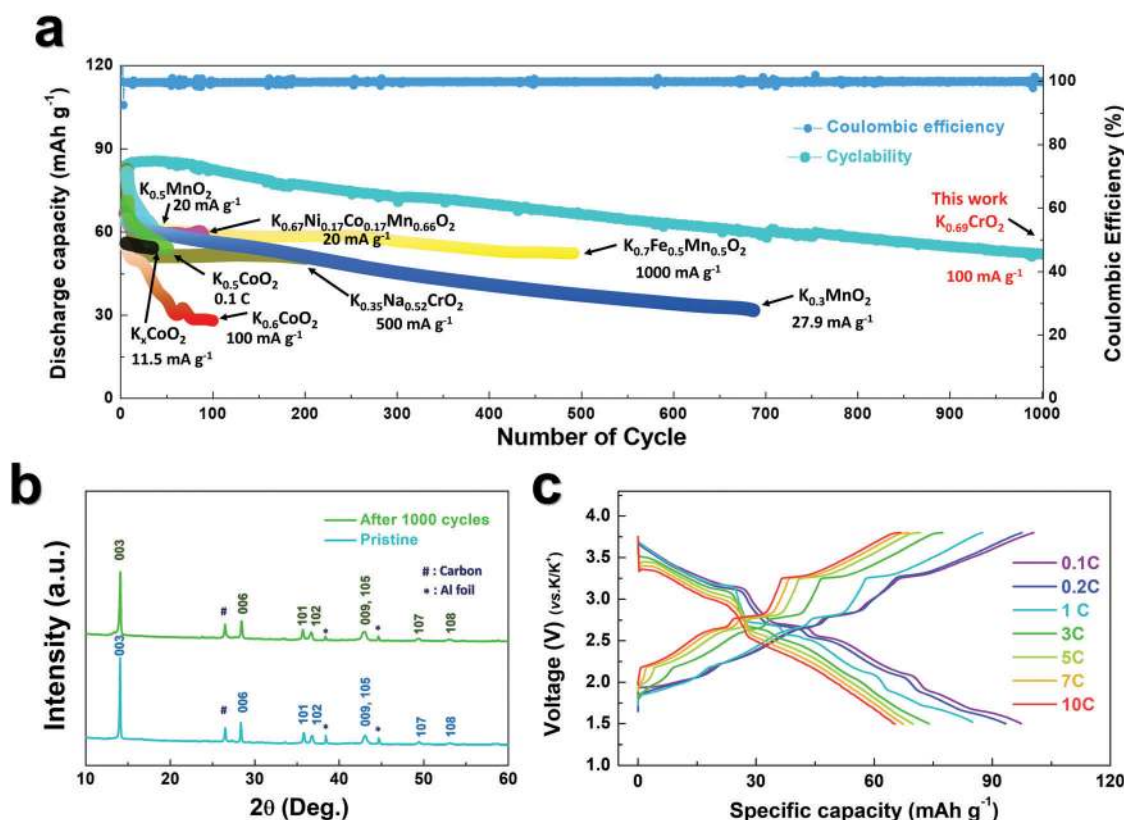 a
120
90
60
30
0
Discharge capacity (mAh g⁻¹)
100
80
60
40
20
0
Coulombic Efficiency (%)
Coulombic efficiency
Cyclability
K₀.₅MnO₂
20 mA g⁻¹
K₀.₆₇Ni₀.₁₇Co₀.₁₇Mn₀.₆₆O₂
20 mA g⁻¹
This work
K₀.₆₉CrO₂
100 mA g⁻¹
K₀.₇Fe₀.₅Mn₀.₅O₂
1000 mA g⁻¹
K₀.₅CoO₂
0.1 C
K₀.₃₅Na₀.₅₂CrO₂
500 mA g⁻¹
K₀.₃MnO₂
27.9 mA g⁻¹
K₀.₆CoO₂
100 mA g⁻¹
KₓCoO₂
11.5 mA g⁻¹
0 100 200 300 400 500 600 700 800 900 1000
Number of Cycle
b
Intensity (a.u.)
After 1000 cycles
Pristine
# : Carbon
* : Al foil
003
#
006
101
102
*
009, 105
*
107
108
003
#
006
101
102
*
009, 105
*
107
108
10 20 30 40 50 60
2θ (Deg.)
c
4.0
3.5
3.0
2.5
2.0
1.5
1.0
Voltage (V) (vs.K/K⁺)
0.1C
0.2C
1 C
3C
5C
7C
10C
0 30 60 90 120
Specific capacity (mAh g⁻¹)